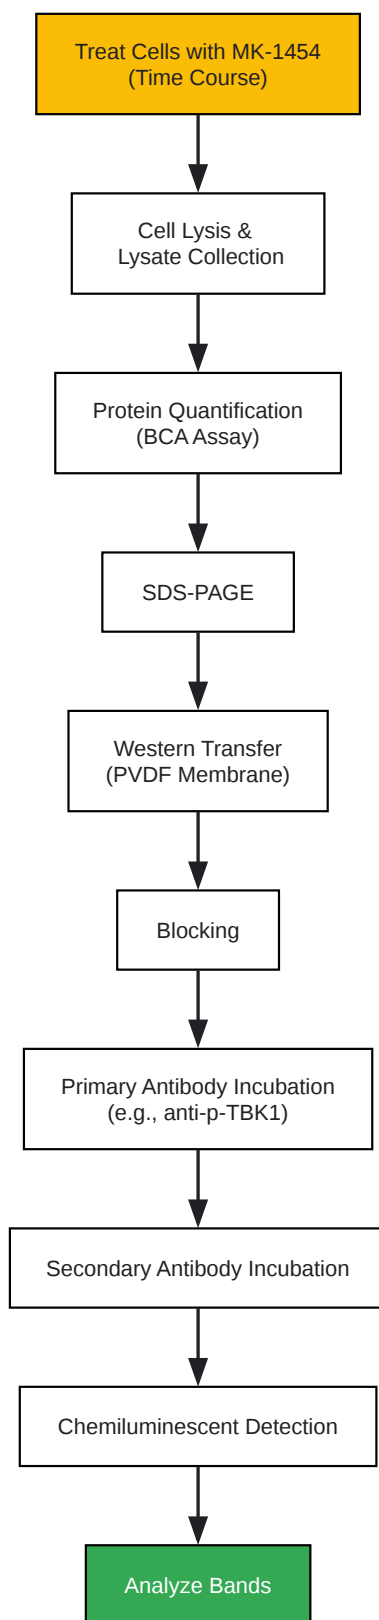 Treat Cells with MK-1454
(Time Course)
Cell Lysis &
Lysate Collection
Protein Quantification
(BCA Assay)
SDS-PAGE
Western Transfer
(PVDF Membrane)
Blocking
Primary Antibody Incubation
(e.g., anti-p-TBK1)
Secondary Antibody Incubation
Chemiluminescent Detection
Analyze Bands